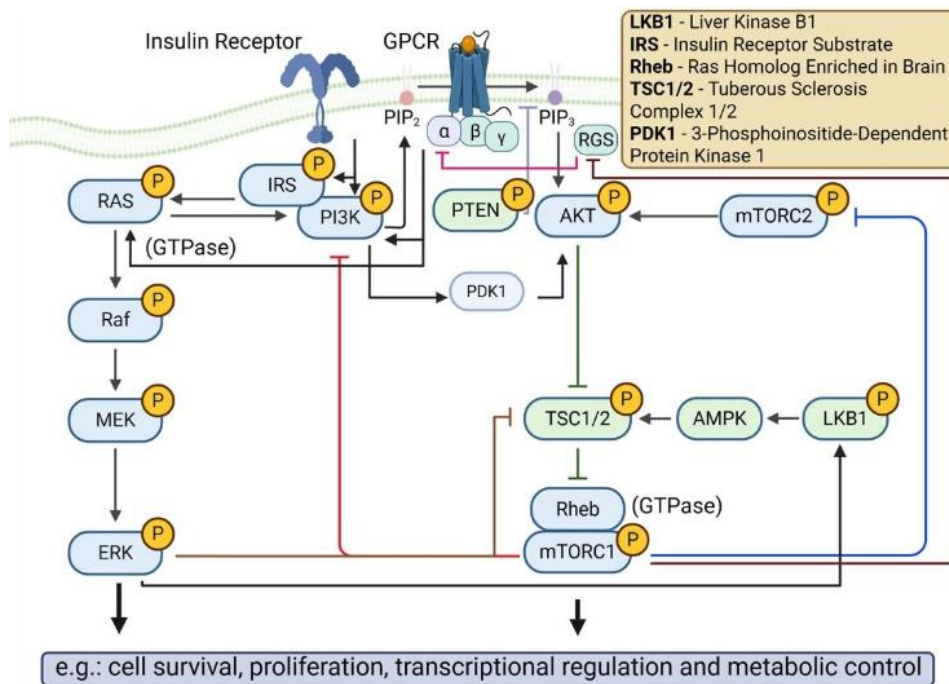 Insulin Receptor
GPCR
LKB1 - Liver Kinase B1
IRS - Insulin Receptor Substrate
Rheb - Ras Homolog Enriched in Brain
TSC1/2 - Tuberous Sclerosis
Complex 1/2
PDK1 - 3-Phosphoinositide-Dependent
Protein Kinase 1
PIP2
α
β
γ
PIP3
RGS
P
RAS
P
IRS
P
PI3K
P
PTEN
P
AKT
P
mTORC2
P
(GTPase)
PDK1
Raf
P
MEK
P
TSC1/2
P
AMPK
LKB1
P
Rheb
(GTPase)
ERK
P
mTORC1
P
e.g.: cell survival, proliferation, transcriptional regulation and metabolic control